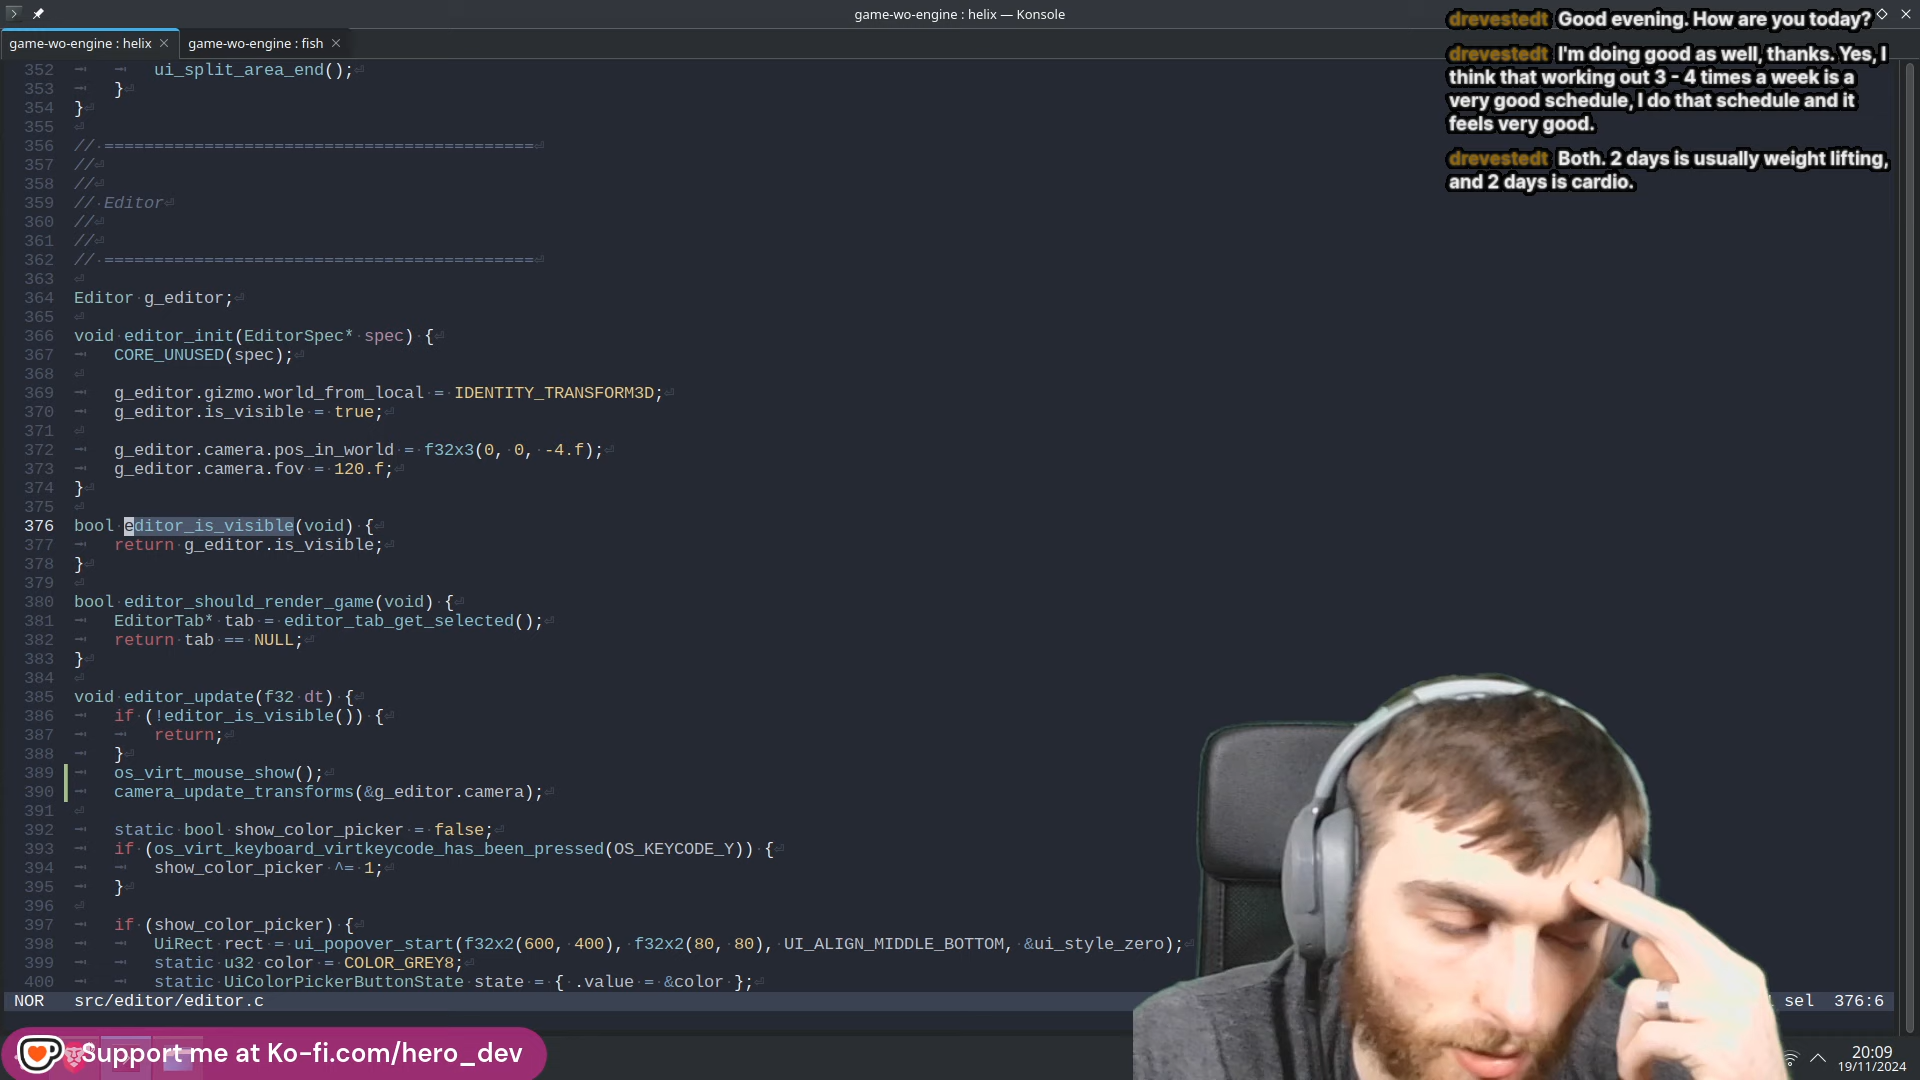 game-wo-engine : helix — Konsole
game-wo-engine : helix
game-wo-engine : fish
drevestedt Good evening. How are you today?
drevestedt I'm doing good as well, thanks. Yes, I
think that working out 3 - 4 times a week is a
very good schedule, I do that schedule and it
feels very good.
drevestedt Both. 2 days is usually weight lifting,
and 2 days is cardio.
352 ui_split_area_end();
353 }
354 }
355
356 // ===========================================
357 //
358 //
359 // Editor
360 //
361 //
362 // ===========================================
363
364 Editor g_editor;
365
366 void editor_init(EditorSpec* spec) {
367 CORE_UNUSED(spec);
368
369 g_editor.gizmo.world_from_local = IDENTITY_TRANSFORM3D;
370 g_editor.is_visible = true;
371
372 g_editor.camera.pos_in_world = f32x3(0, 0, -4.f);
373 g_editor.camera.fov = 120.f;
374 }
375
376 bool editor_is_visible(void) {
377 return g_editor.is_visible;
378 }
379
380 bool editor_should_render_game(void) {
381 EditorTab* tab = editor_tab_get_selected();
382 return tab == NULL;
383 }
384
385 void editor_update(f32 dt) {
386 if (!editor_is_visible()) {
387 return;
388 }
389 os_virt_mouse_show();
390 camera_update_transforms(&g_editor.camera);
391
392 static bool show_color_picker = false;
393 if (os_virt_keyboard_virtkeycode_has_been_pressed(OS_KEYCODE_Y)) {
394 show_color_picker ^= 1;
395 }
396
397 if (show_color_picker) {
398 UiRect rect = ui_popover_start(f32x2(600, 400), f32x2(80, 80), UI_ALIGN_MIDDLE_BOTTOM, &ui_style_zero);
399 static u32 color = COLOR_GREY8;
400 static UiColorPickerButtonState state = { .value = &color };
NOR src/editor/editor.c
sel 376:6
Support me at Ko-fi.com/hero_dev
20:09
19/11/2024